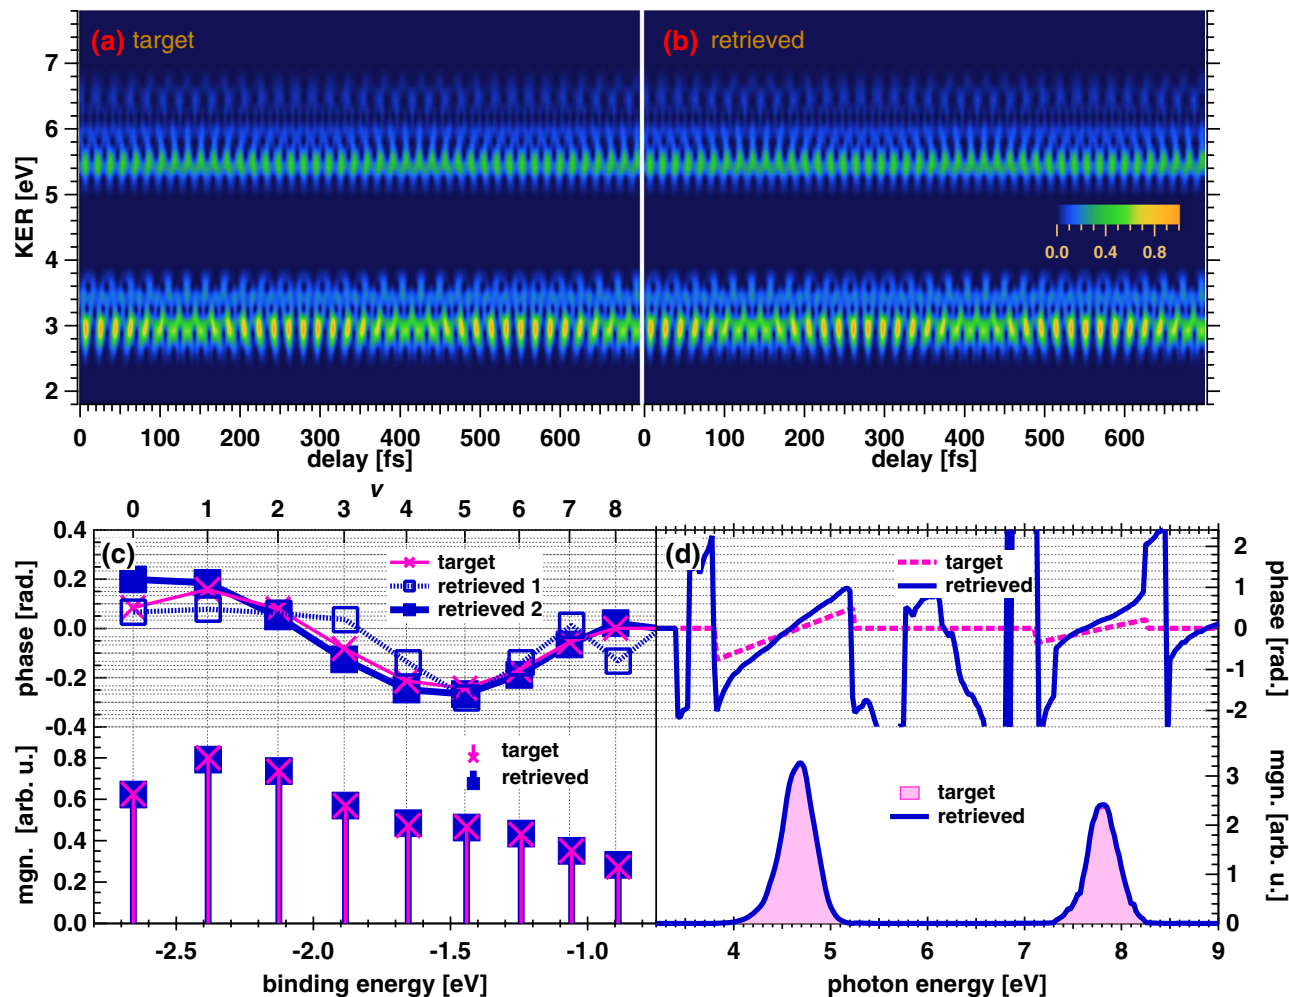 (a) target
(b) retrieved
KER [eV]
7
6
5
4
3
2
0.0 0.4 0.8
0 100 200 300 400 500 600
0 100 200 300 400 500 600
delay [fs]
delay [fs]
v
0 1 2 3 4 5 6 7 8
(c)
target
retrieved 1
retrieved 2
phase [rad.]
0.4
0.2
0.0
-0.2
-0.4
(d)
target
retrieved
phase [rad.]
2
1
0
-1
-2
target
retrieved
mgn. [arb. u.]
0.8
0.6
0.4
0.2
0.0
target
retrieved
mgn. [arb. u.]
3
2
1
0
-2.5 -2.0 -1.5 -1.0
4 5 6 7 8 9
binding energy [eV]
photon energy [eV]